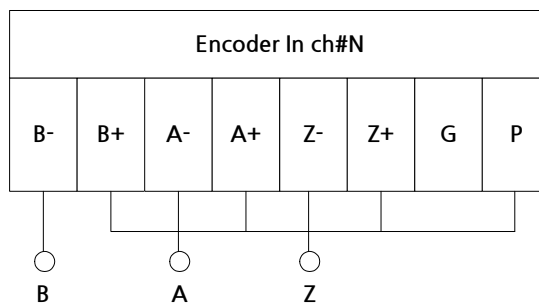 Encoder In ch#N
B- B+ A- A+ Z- Z+ G P
B A Z